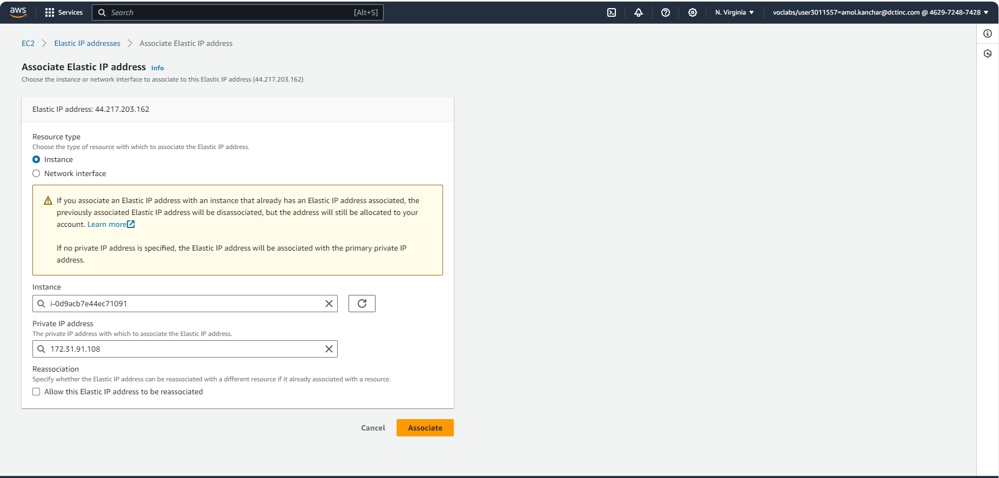 aws
Services
Search
[Alt+S]
N. Virginia
voclabs/user3011557=amol.kanchar@dctinc.com @ 4629-7248-7428
EC2
Elastic IP addresses
Associate Elastic IP address
Associate Elastic IP address Info
Choose the instance or network interface to associate to this Elastic IP address (44.217.203.162)
Elastic IP address: 44.217.203.162
Resource type
Choose the type of resource with which to associate the Elastic IP address.
Instance
Network interface
If you associate an Elastic IP address with an instance that already has an Elastic IP address associated, the
previously associated Elastic IP address will be disassociated, but the address will still be allocated to your
account. Learn more
If no private IP address is specified, the Elastic IP address will be associated with the primary private IP
address.
Instance
i-0d9acb7e44ec71091
Private IP address
The private IP address with which to associate the Elastic IP address.
172.31.91.108
Reassociation
Specify whether the Elastic IP address can be reassociated with a different resource if it already associated with a resource.
Allow this Elastic IP address to be reassociated
Cancel
Associate